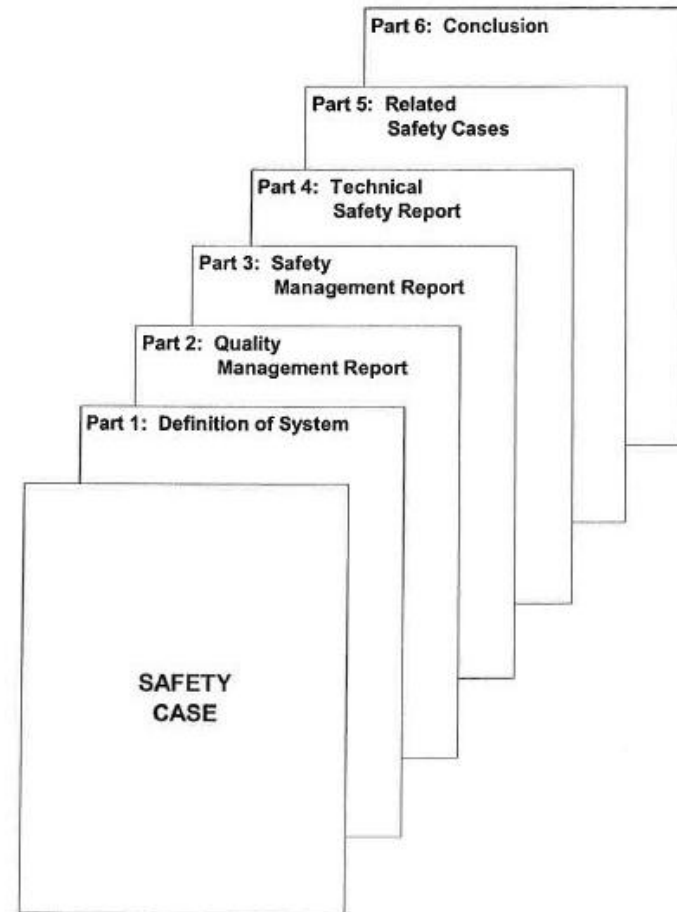 Part 6: Conclusion
Part 5: Related
Safety Cases
Part 4: Technical
Safety Report
Part 3: Safety
Management Report
Part 2: Quality
Management Report
Part 1: Definition of System
SAFETY
CASE